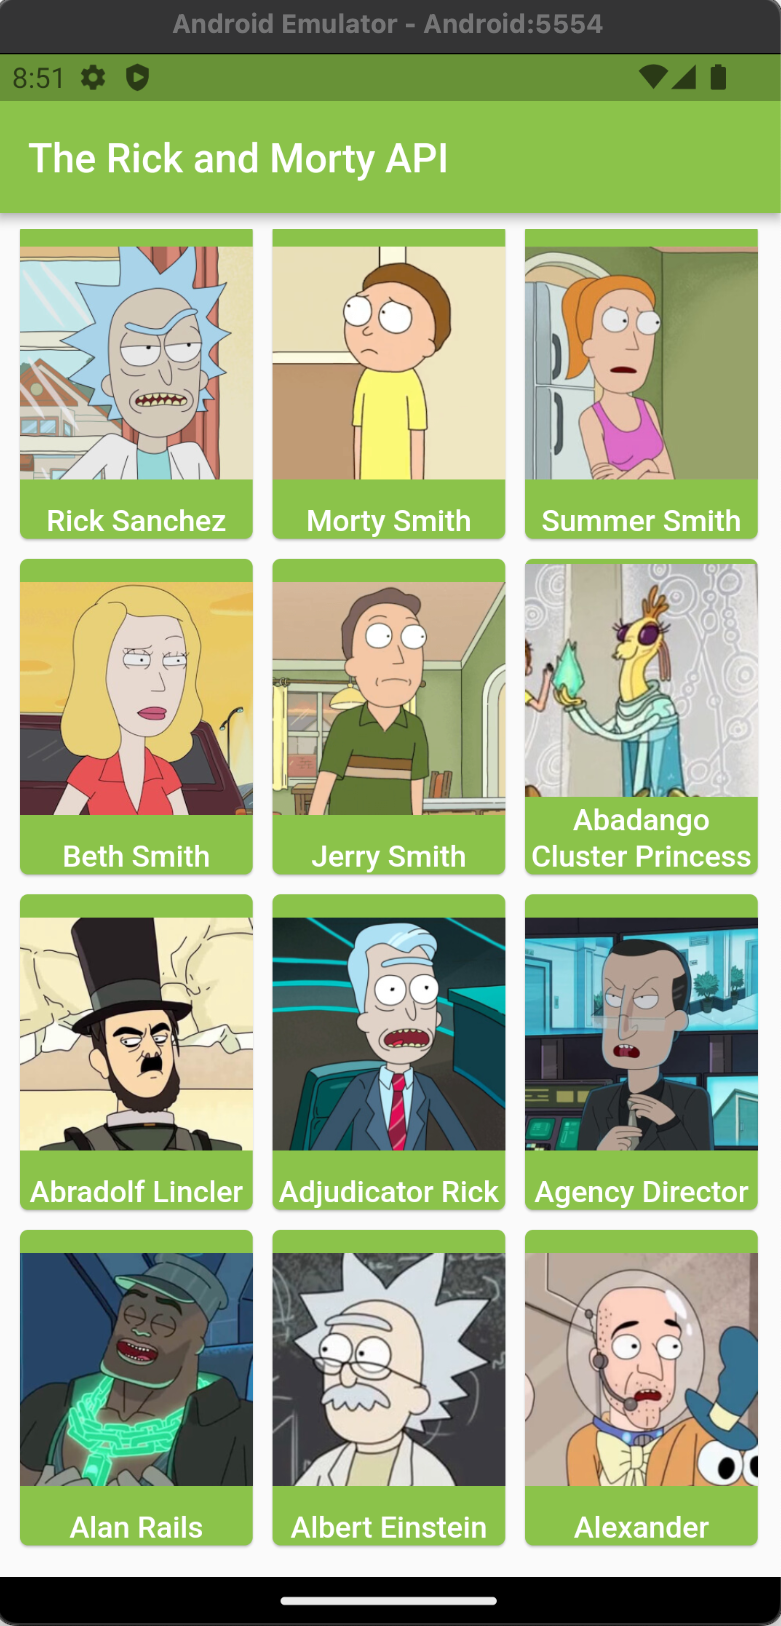 Android Emulator - Android:5554
8:51
The Rick and Morty API
Rick Sanchez
Morty Smith
Summer Smith
Beth Smith
Jerry Smith
Abadango
Cluster Princess
Abradolf Lincler
Adjudicator Rick
Agency Director
Alan Rails
Albert Einstein
Alexander